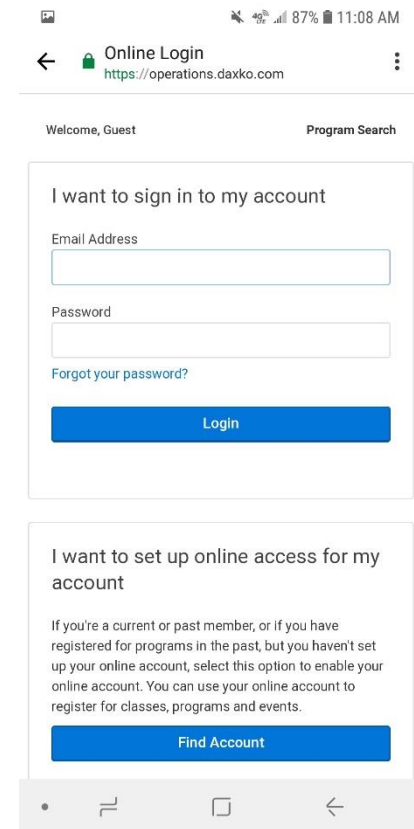 87% 11:08 AM
Online Login
https://operations.daxko.com
Welcome, Guest Program Search
I want to sign in to my account
Email Address
Password
Forgot your password?
Login
I want to set up online access for my
account
If you're a current or past member, or if you have
registered for programs in the past, but you haven't set
up your online account, select this option to enable your
online account. You can use your online account to
register for classes, programs and events.
Find Account